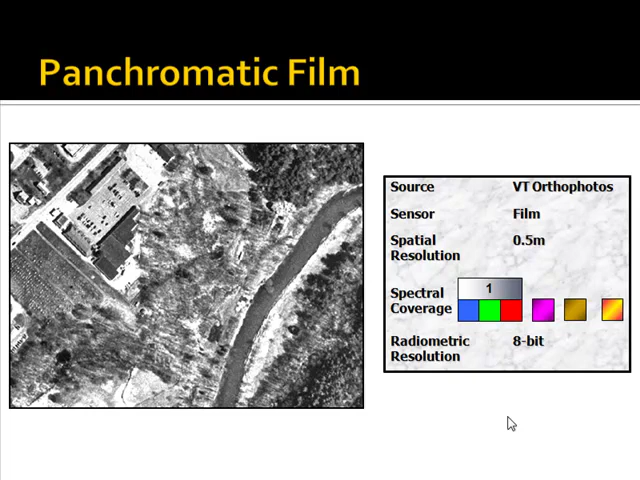 Panchromatic Film
Source VT Orthophotos
Sensor Film
Spatial 0.5m
Resolution
1
Spectral
Coverage
Radiometric 8-bit
Resolution